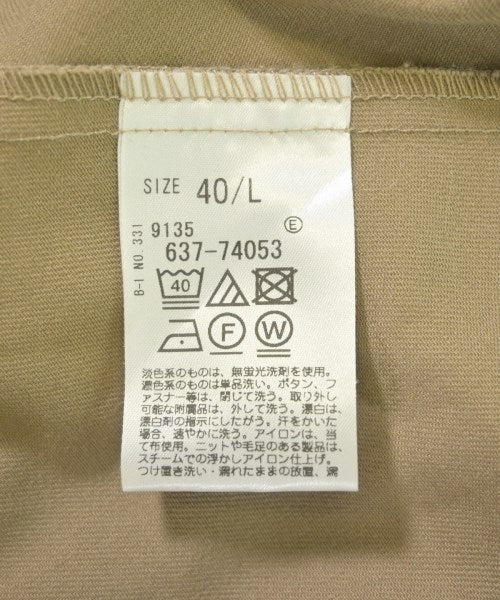 SIZE 40/L
B-I NO.331
9135 E
637-74053
40
F W
淡色系のものは、無蛍光洗剤を使用。
濃色系のものは単品洗い。ボタン、フ
ァスナー等は、閉じて洗う。取り外し
可能な附属品は、外して洗う。漂白は、
漂白剤の指示にしたがう。汗をかいた
場合、速やかに洗う。アイロンは、当
て布使用。ニットや毛足のある製品は、
スチームでの浮かしアイロン仕上げ。
つけ置き洗い・濡れたままの放置、濡